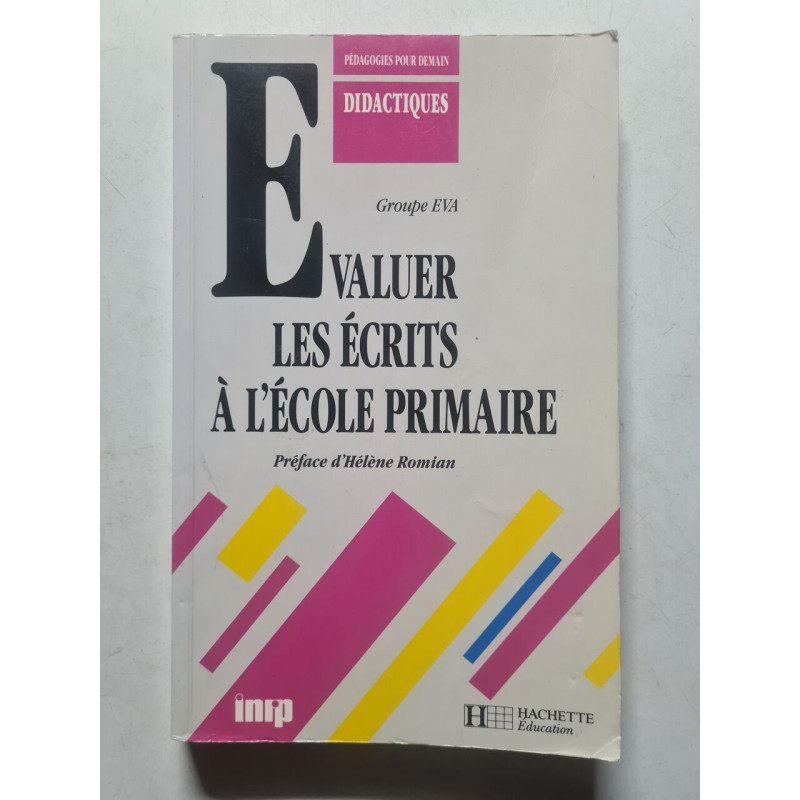 PÉDAGOGIES POUR DEMAIN
DIDACTIQUES
Groupe EVA
EVALUER
LES ÉCRITS
À L'ÉCOLE PRIMAIRE
Préface d'Hélène Romian
inrp
H HACHETTE
Éducation